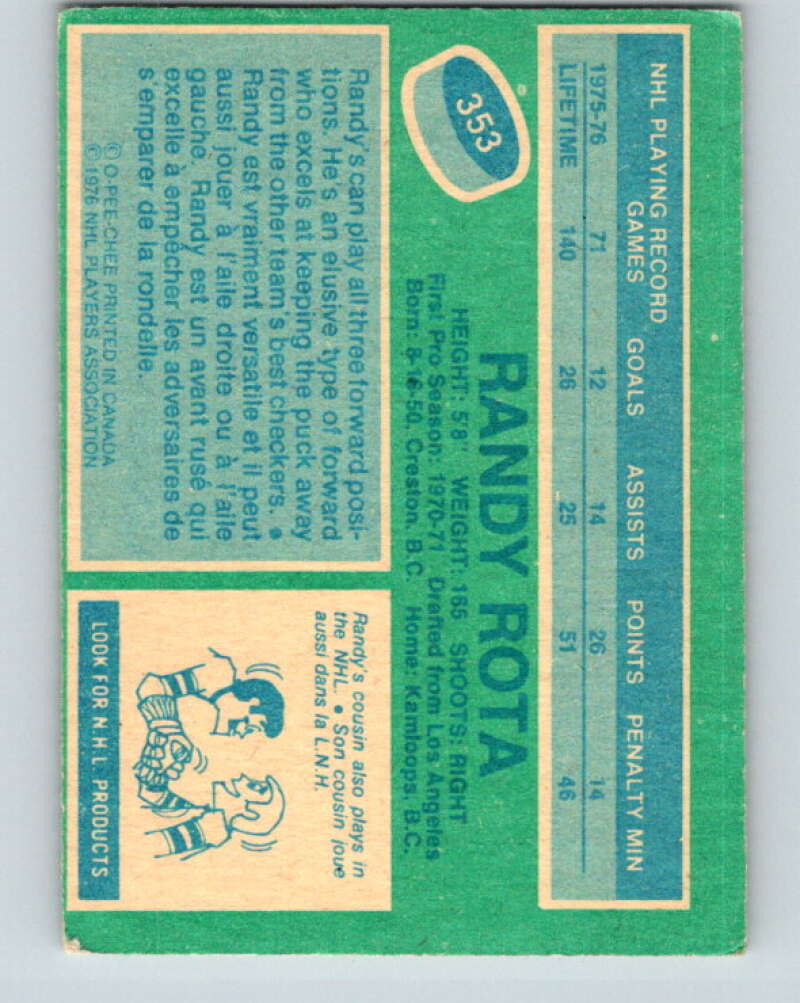 NHL PLAYING RECORD
GAMES GOALS ASSISTS POINTS PENALTY MIN
1975-76 71 12 14 26 14
LIFETIME 140 26 25 51 46
353
RANDY ROTA
HEIGHT: 5'8" WEIGHT: 165 SHOOTS: RIGHT
First Pro Season: 1970-71 Drafted from Los Angeles
Born: 8-16-50, Creston, B.C. Home: Kamloops, B.C.
Randy's can play all three forward posi-
tions. He's an elusive type of forward
who excels at keeping the puck away
from the other team's best checkers. •
Randy est vraiment versatile et il peut
aussi jouer à l'aile droite ou à l'aile
gauche. Randy est un avant rusé qui
excelle à empêcher les adversaires de
s'emparer de la rondelle.
© O-PEE-CHEE PRINTED IN CANADA
© 1976 NHL PLAYERS ASSOCIATION
Randy's cousin also plays in
the NHL. • Son cousin joue
aussi dans la L.N.H.
LOOK FOR N.H.L. PRODUCTS